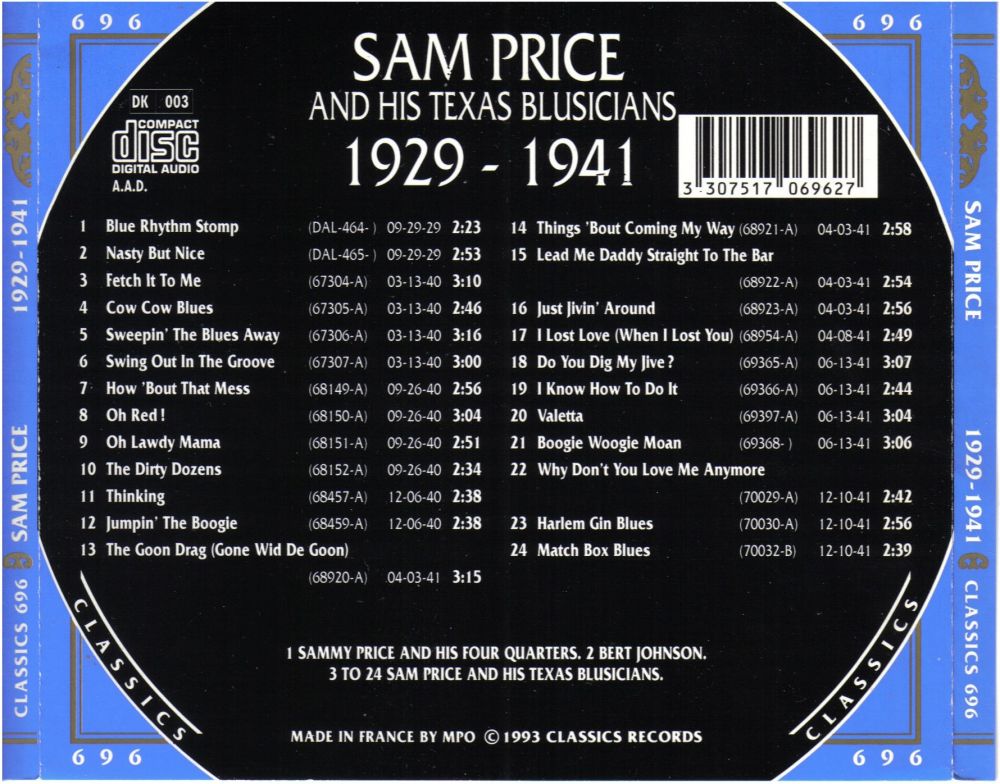 696
696
SAM PRICE
AND HIS TEXAS BLUSICIANS
1929 - 1941
DK 003
COMPACT
disc
DIGITAL AUDIO
A.A.D.
3 307517 069627
1 Blue Rhythm Stomp (DAL-464- ) 09-29-29 2:23
2 Nasty But Nice (DAL-465- ) 09-29-29 2:53
3 Fetch It To Me (67304-A) 03-13-40 3:10
4 Cow Cow Blues (67305-A) 03-13-40 2:46
5 Sweepin' The Blues Away (67306-A) 03-13-40 3:16
6 Swing Out In The Groove (67307-A) 03-13-40 3:00
7 How 'Bout That Mess (68149-A) 09-26-40 2:56
8 Oh Red ! (68150-A) 09-26-40 3:04
9 Oh Lawdy Mama (68151-A) 09-26-40 2:51
10 The Dirty Dozens (68152-A) 09-26-40 2:34
11 Thinking (68457-A) 12-06-40 2:38
12 Jumpin' The Boogie (68459-A) 12-06-40 2:38
13 The Goon Drag (Gone Wid De Goon)
(68920-A) 04-03-41 3:15
14 Things 'Bout Coming My Way (68921-A) 04-03-41 2:58
15 Lead Me Daddy Straight To The Bar
(68922-A) 04-03-41 2:54
16 Just Jivin' Around (68923-A) 04-03-41 2:56
17 I Lost Love (When I Lost You) (68954-A) 04-08-41 2:49
18 Do You Dig My Jive ? (69365-A) 06-13-41 3:07
19 I Know How To Do It (69366-A) 06-13-41 2:44
20 Valetta (69397-A) 06-13-41 3:04
21 Boogie Woogie Moan (69368- ) 06-13-41 3:06
22 Why Don't You Love Me Anymore
(70029-A) 12-10-41 2:42
23 Harlem Gin Blues (70030-A) 12-10-41 2:56
24 Match Box Blues (70032-B) 12-10-41 2:39
1 SAMMY PRICE AND HIS FOUR QUARTERS. 2 BERT JOHNSON.
3 TO 24 SAM PRICE AND HIS TEXAS BLUSICIANS.
MADE IN FRANCE BY MPO © 1993 CLASSICS RECORDS
CLASSICS
CLASSICS
696
696
CLASSICS 696 SAM PRICE 1929-1941
SAM PRICE 1929-1941 CLASSICS 696